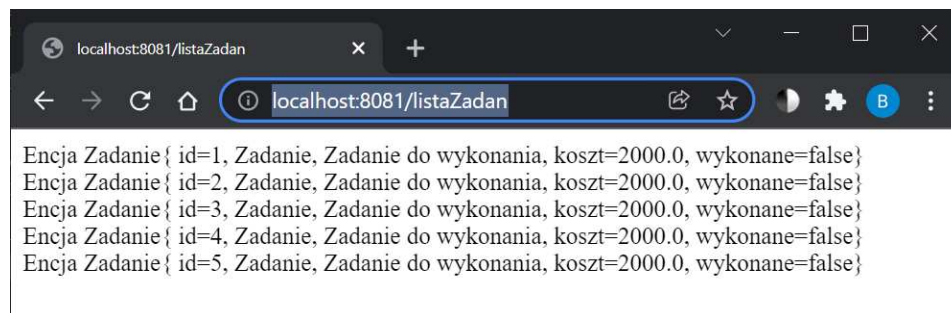 localhost:8081/listaZadan
localhost:8081/listaZadan
B
Encja Zadanie{ id=1, Zadanie, Zadanie do wykonania, koszt=2000.0, wykonane=false}
Encja Zadanie{ id=2, Zadanie, Zadanie do wykonania, koszt=2000.0, wykonane=false}
Encja Zadanie{ id=3, Zadanie, Zadanie do wykonania, koszt=2000.0, wykonane=false}
Encja Zadanie{ id=4, Zadanie, Zadanie do wykonania, koszt=2000.0, wykonane=false}
Encja Zadanie{ id=5, Zadanie, Zadanie do wykonania, koszt=2000.0, wykonane=false}